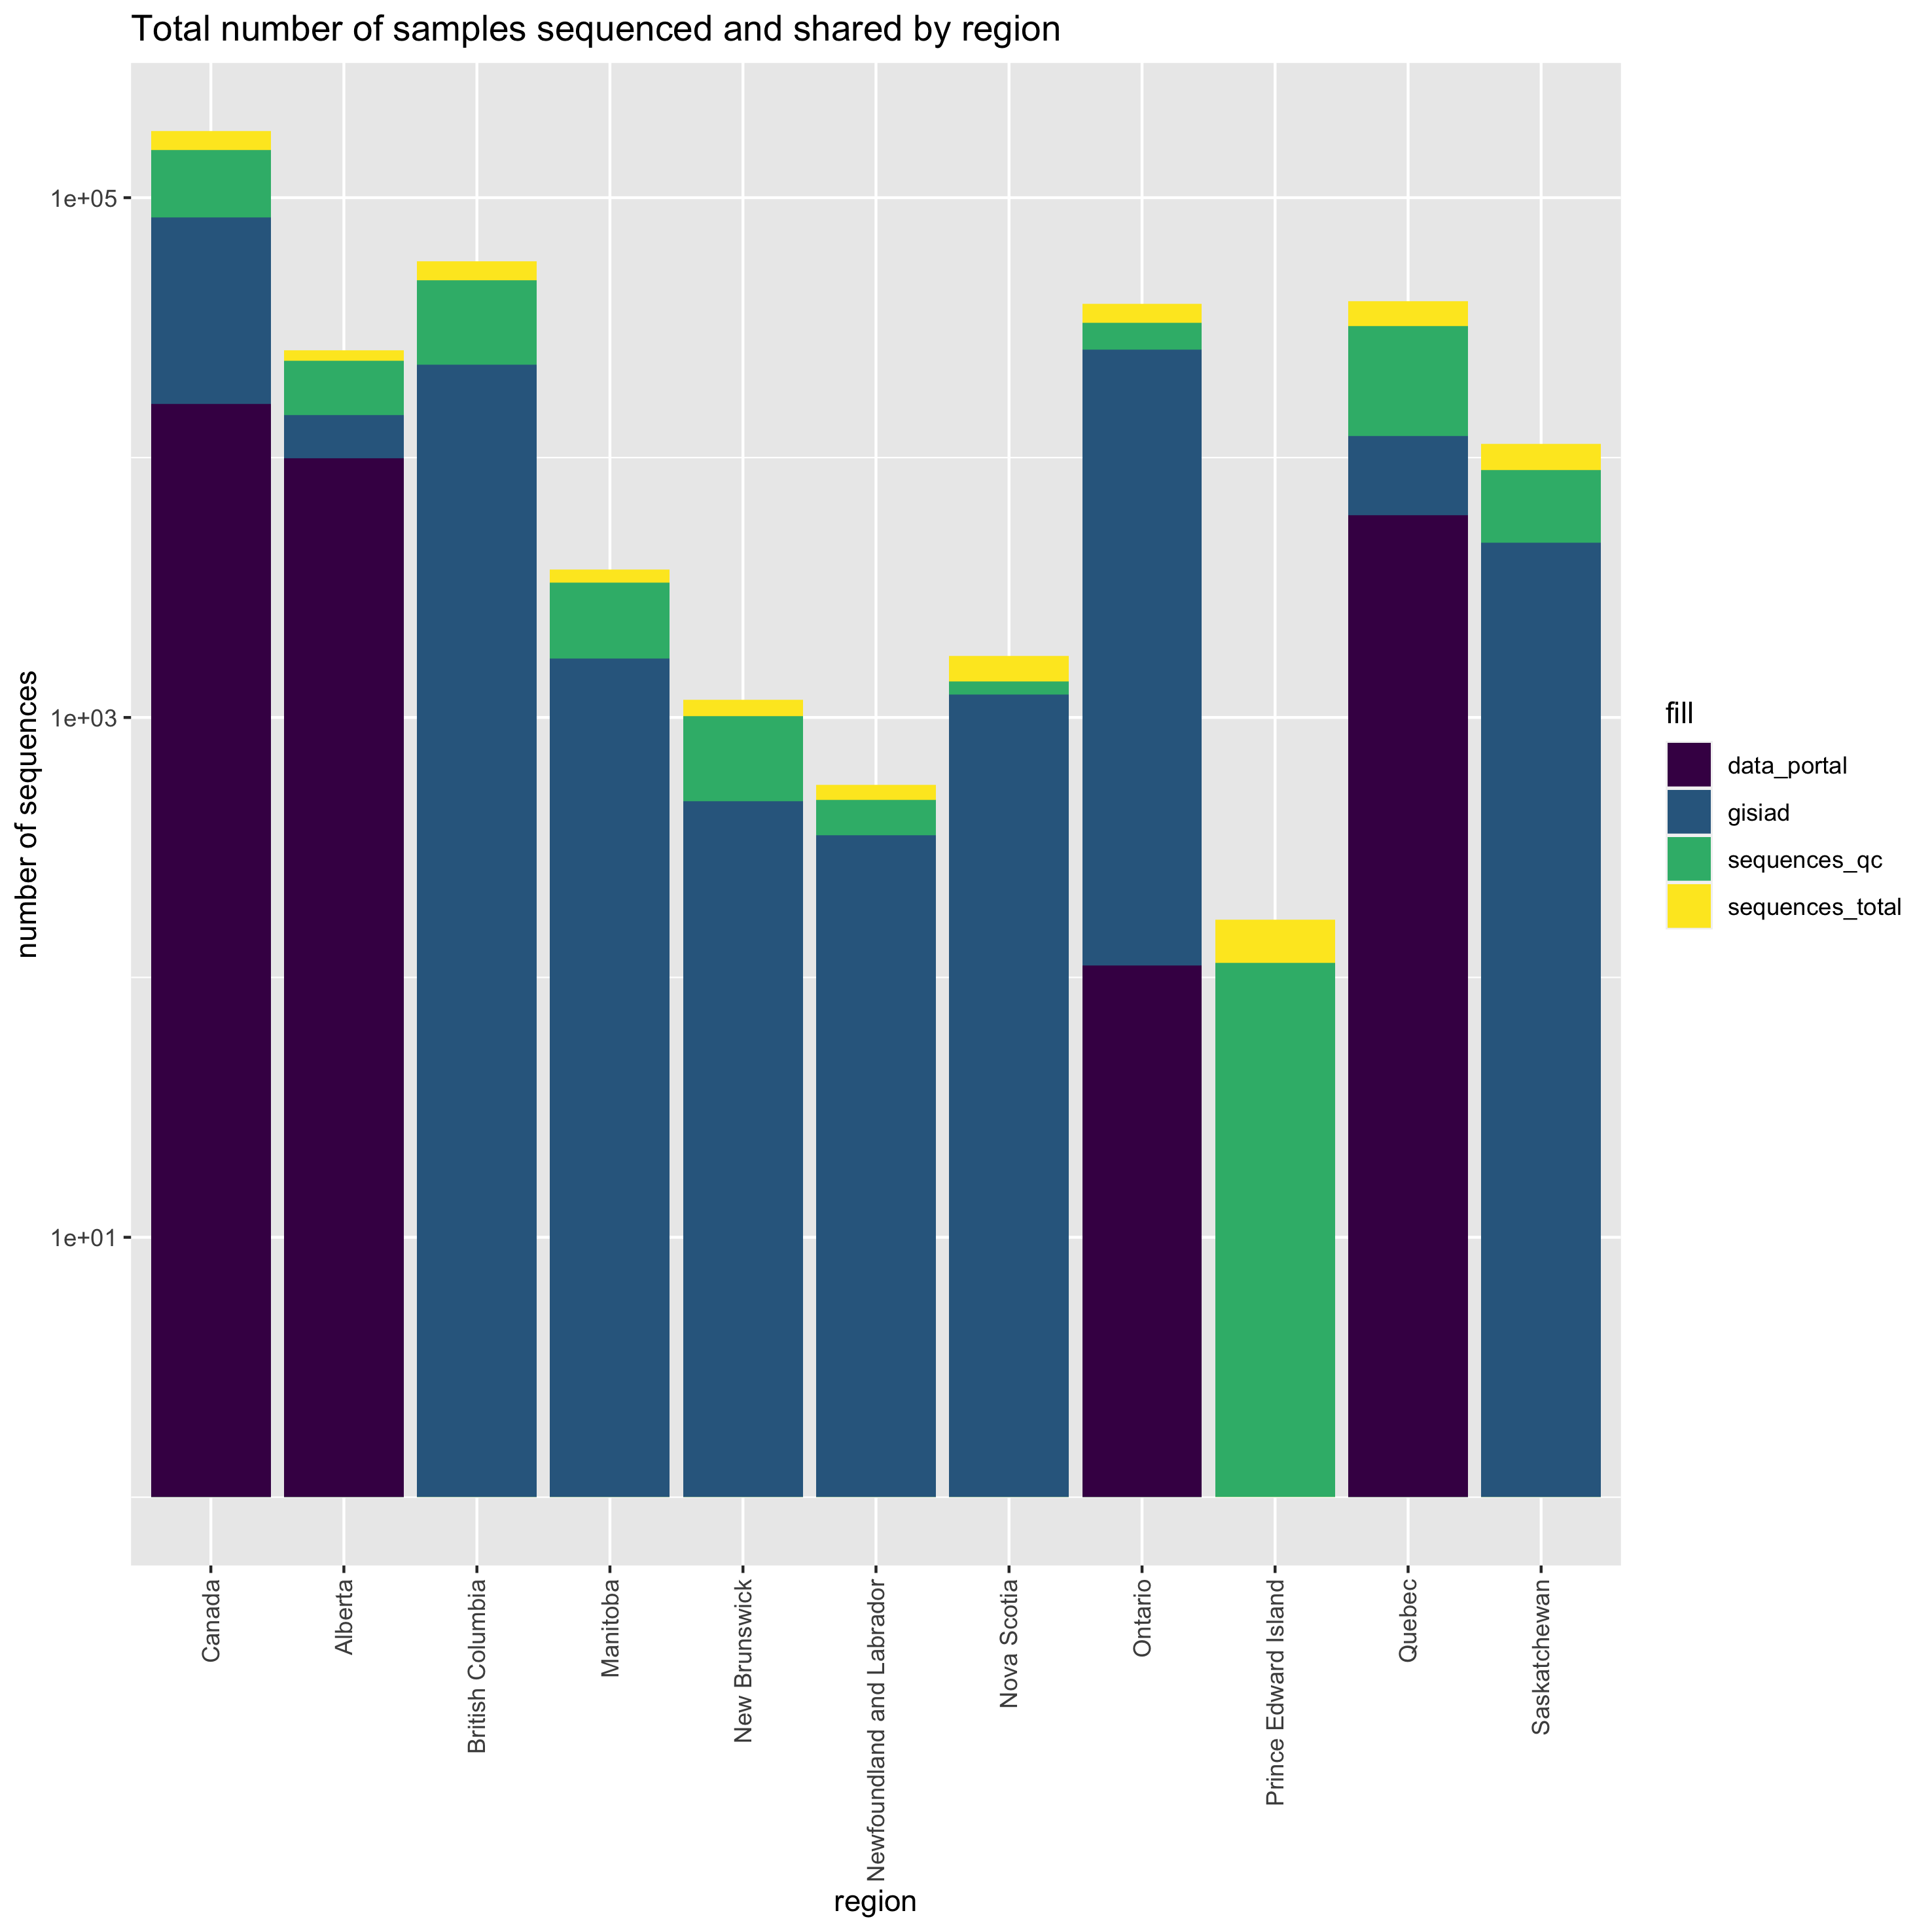 Total number of samples sequenced and shared by region
number of sequences
1e+05
1e+03
1e+01
Canada
Alberta
British Columbia
Manitoba
New Brunswick
Newfoundland and Labrador
Nova Scotia
Ontario
Prince Edward Island
Quebec
Saskatchewan
region
fill
data_portal
gisiad
sequences_qc
sequences_total